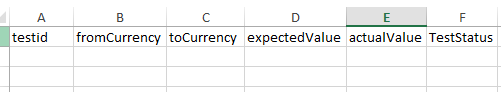 A B C D E F
testid fromCurrency toCurrency expectedValue actualValue TestStatus